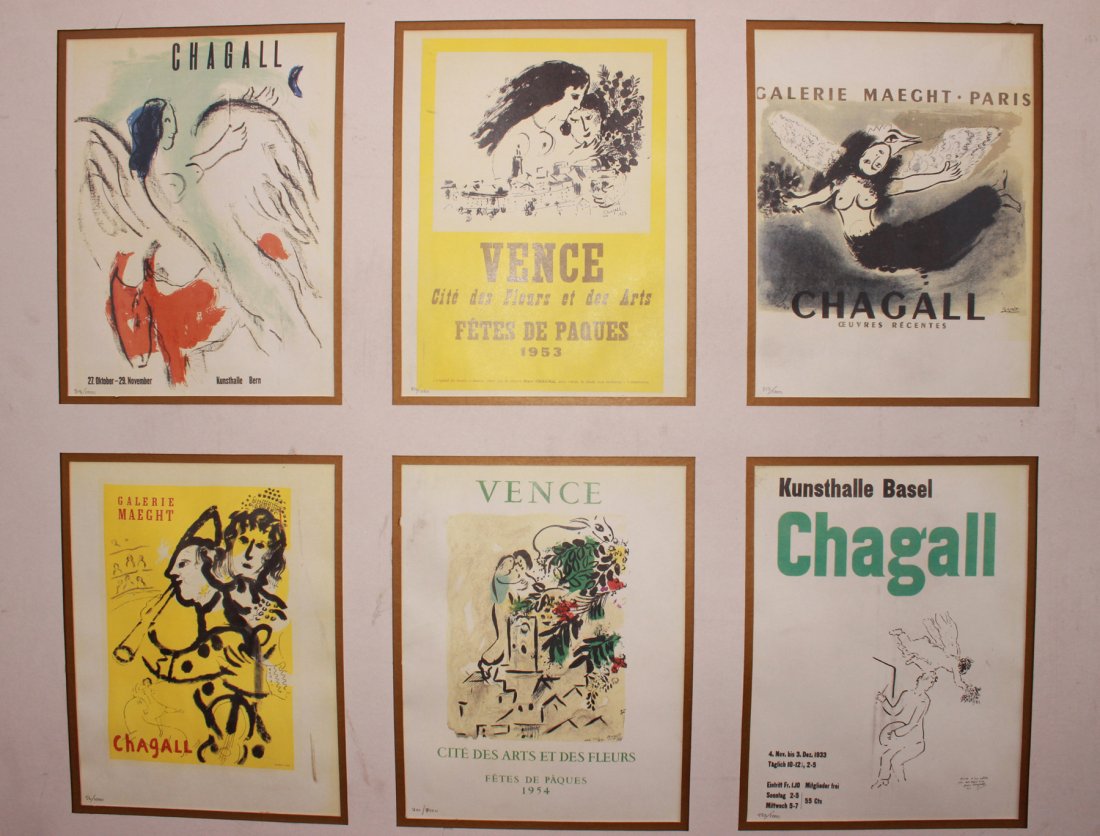 CHAGALL
27. Oktober – 29. November Kunsthalle Bern
VENCE
Cité des Fleurs et des Arts
FÊTES DE PAQUES
1953
GALERIE MAEGHT · PARIS
CHAGALL
ŒUVRES RÉCENTES
GALERIE
MAEGHT
CHAGALL
VENCE
CITÉ DES ARTS ET DES FLEURS
FÊTES DE PÂQUES
1954
Kunsthalle Basel
Chagall
4. Nov. bis 3. Dez. 1933
Täglich 10-12½, 2-5
Eintritt Fr. 1.10 Mitglieder frei
Sonntag 2-5
Mittwoch 5-7
55 Cts